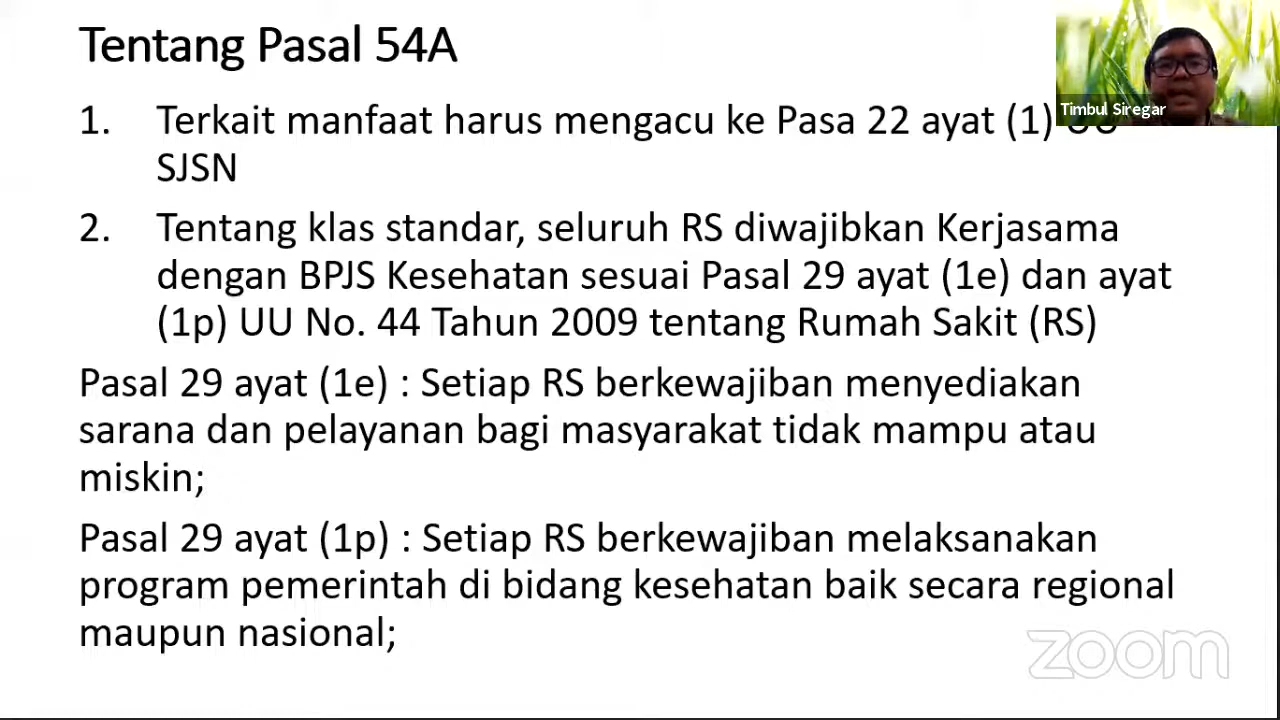 Tentang Pasal 54A
Timbul Siregar
1. Terkait manfaat harus mengacu ke Pasa 22 ayat (1) UU
SJSN
2. Tentang klas standar, seluruh RS diwajibkan Kerjasama
dengan BPJS Kesehatan sesuai Pasal 29 ayat (1e) dan ayat
(1p) UU No. 44 Tahun 2009 tentang Rumah Sakit (RS)
Pasal 29 ayat (1e) : Setiap RS berkewajiban menyediakan
sarana dan pelayanan bagi masyarakat tidak mampu atau
miskin;
Pasal 29 ayat (1p) : Setiap RS berkewajiban melaksanakan
program pemerintah di bidang kesehatan baik secara regional
maupun nasional;
zoom